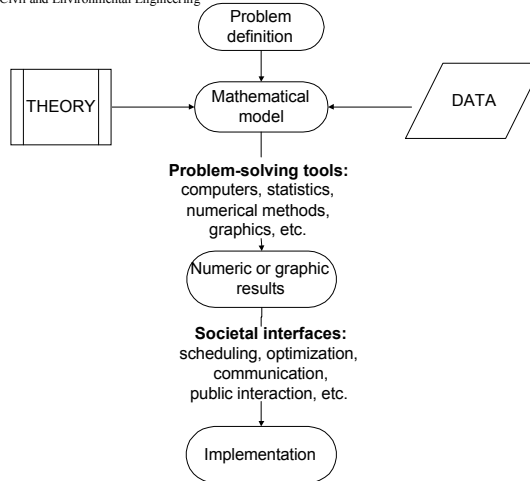 Civil and Environmental Engineering
Problem
definition
THEORY
Mathematical
model
DATA
Problem-solving tools:
computers, statistics,
numerical methods,
graphics, etc.
Numeric or graphic
results
Societal interfaces:
scheduling, optimization,
communication,
public interaction, etc.
Implementation